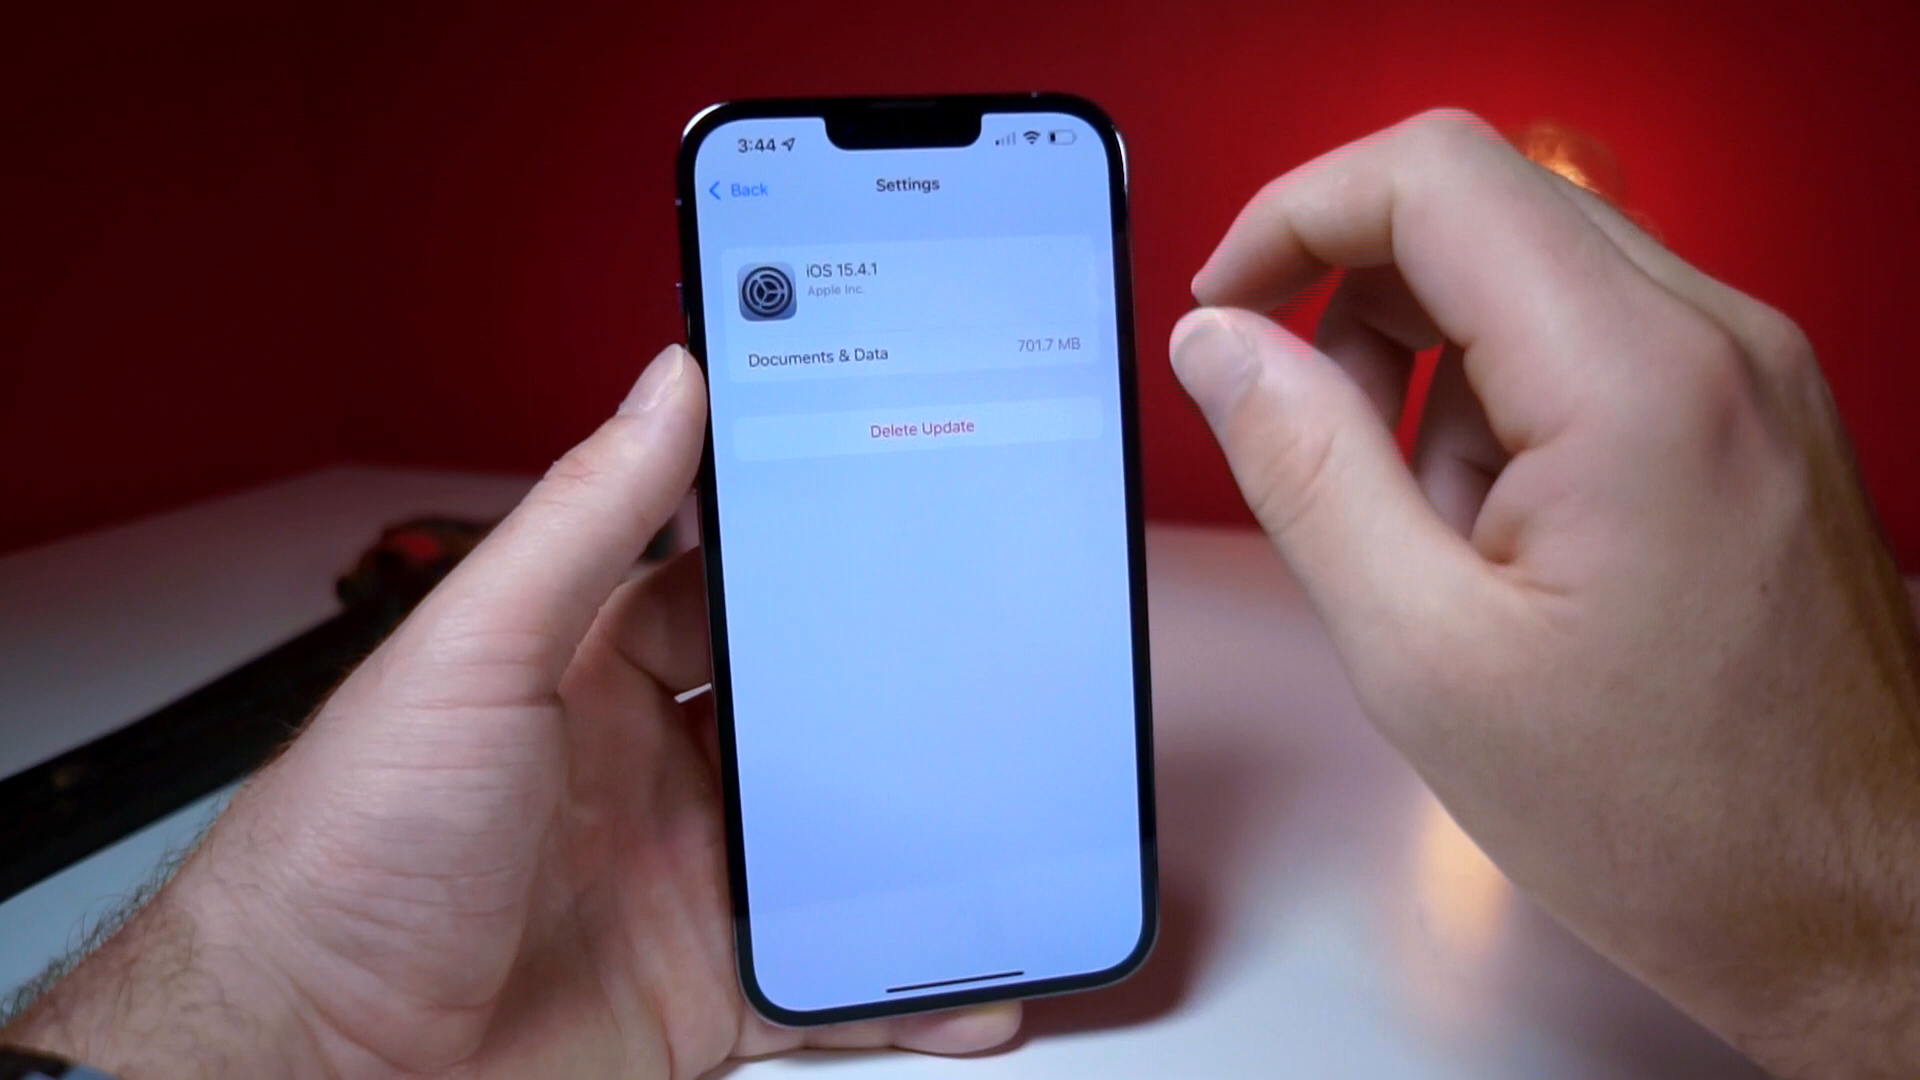 3:44
Back
Settings
iOS 15.4.1
Apple Inc.
Documents & Data
701.7 MB
Delete Update